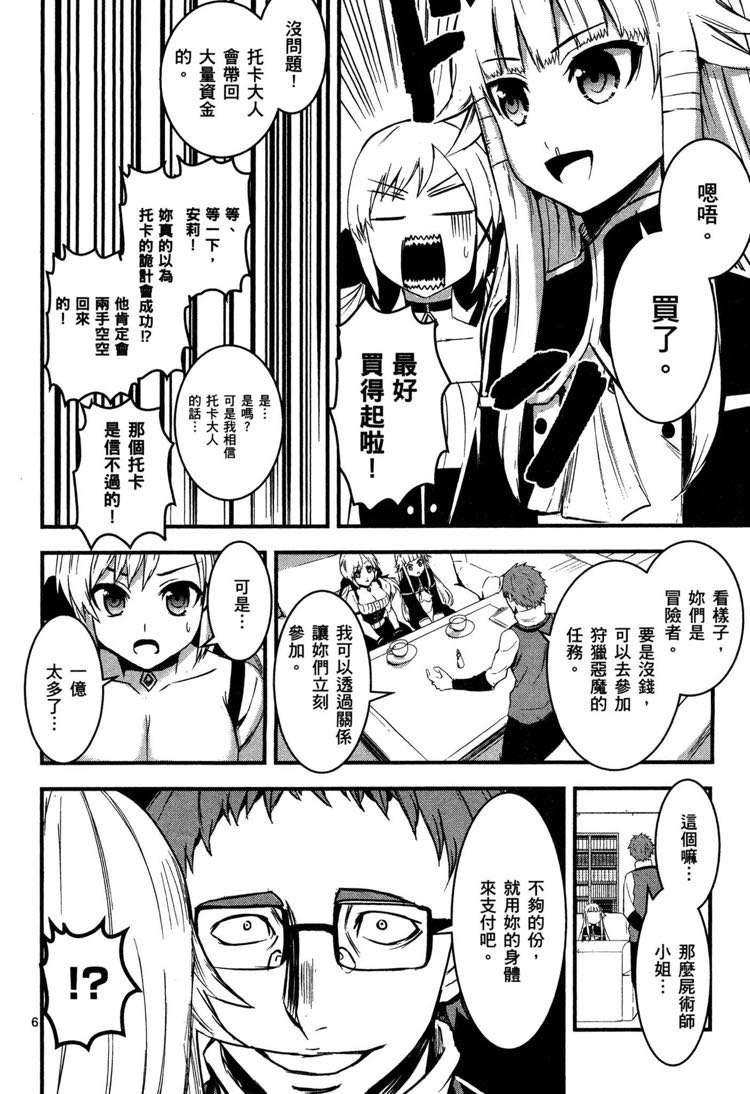 嗯唔。
買了。
最好
買得起啦！
沒問題！
托卡大人
會帶回
大量資金
的。
等、
等一下，
安莉！
妳真的以為
托卡的詭計會成功!?
他肯定會
兩手空空
回來
的！
是…
是嗎？
可是我相信
托卡大人
的話…
那個托卡
是信不過的！
看樣子，
妳們是
冒險者。
要是沒錢，
可以去參加
狩獵惡魔的
任務。
我可以透過關係
讓妳們立刻
參加。
可是…
一億
太多了…
這個嘛…
那麼屍術師
小姐…
不夠的份，
就用妳的身體
來支付吧。
!?
6